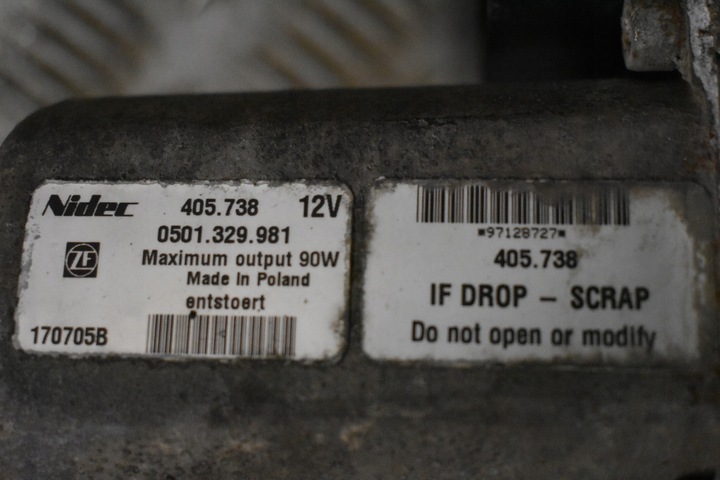 Nidec 405.738 12V
0501.329.981
ZF
Maximum output 90W
Made in Poland
entstoert
170705B
*97128727*
405.738
IF DROP - SCRAP
Do not open or modify